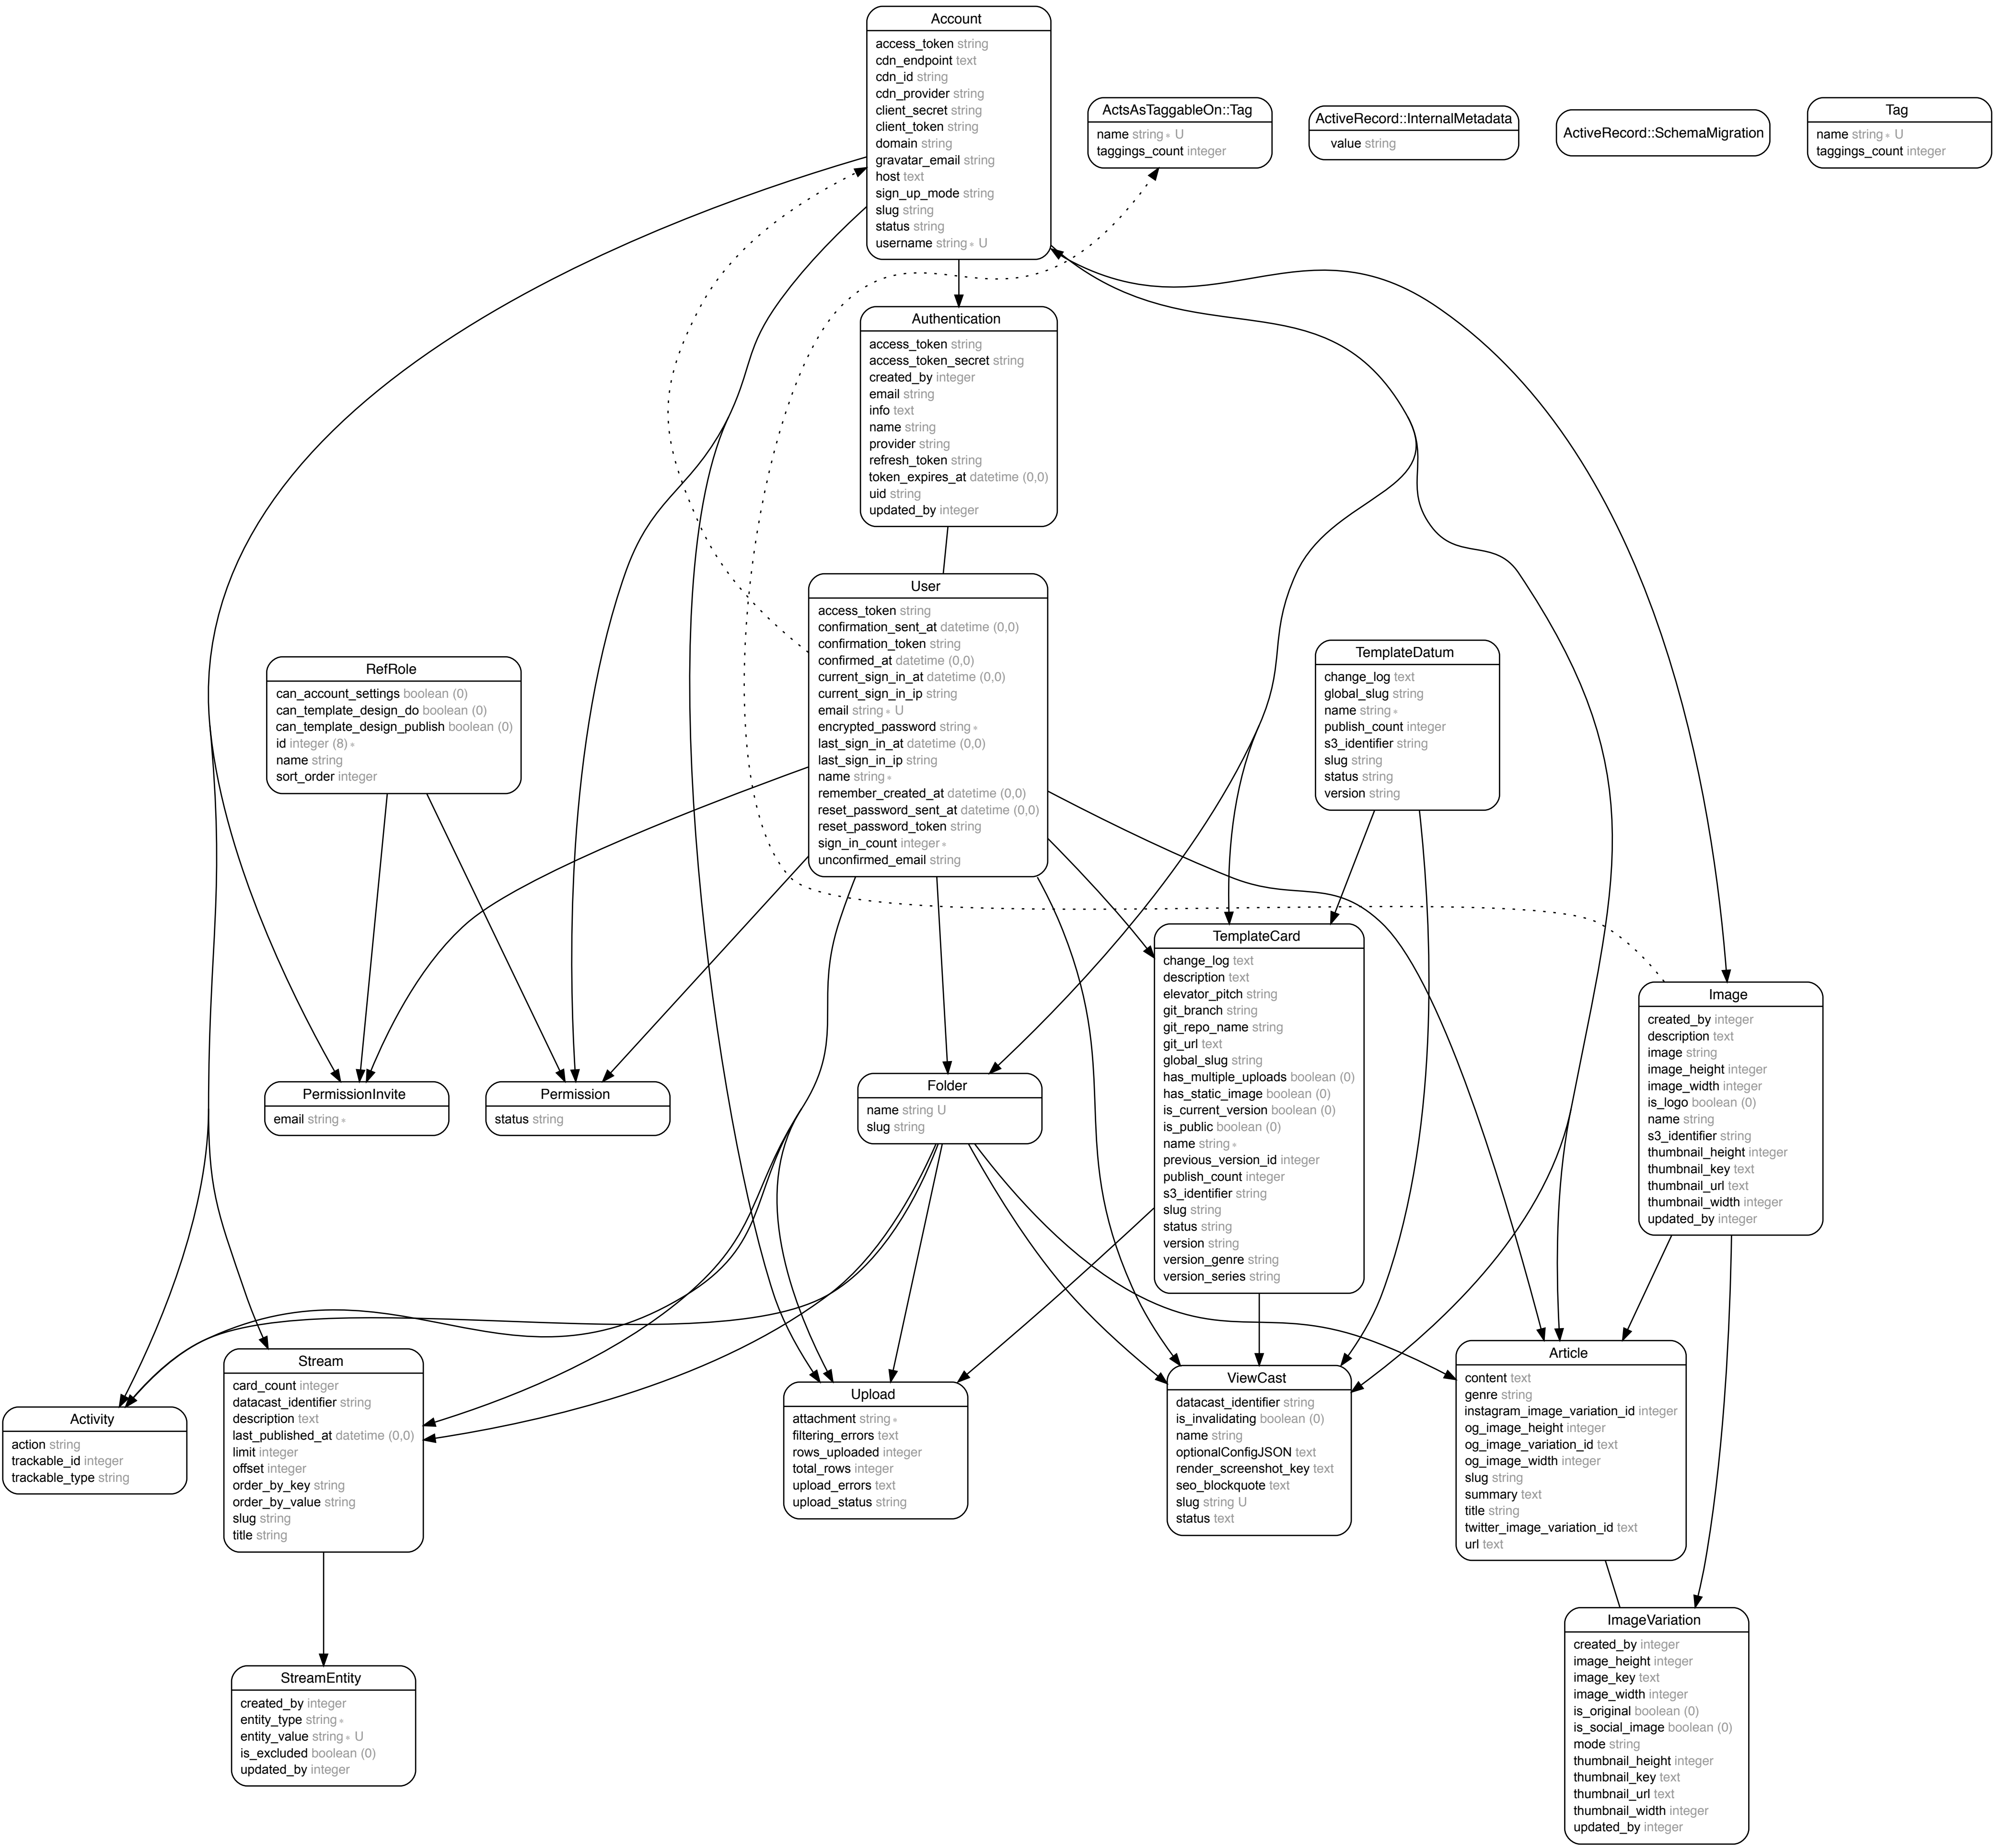 Account
access_token string
cdn_endpoint text
cdn_id string
cdn_provider string
client_secret string
client_token string
domain string
gravatar_email string
host text
sign_up_mode string
slug string
status string
username string* U
ActsAsTaggableOn::Tag
name string* U
taggings_count integer
ActiveRecord::InternalMetadata
value string
ActiveRecord::SchemaMigration
Tag
name string* U
taggings_count integer
Authentication
access_token string
access_token_secret string
created_by integer
email string
info text
name string
provider string
refresh_token string
token_expires_at datetime (0,0)
uid string
updated_by integer
User
access_token string
confirmation_sent_at datetime (0,0)
confirmation_token string
confirmed_at datetime (0,0)
current_sign_in_at datetime (0,0)
current_sign_in_ip string
email string* U
encrypted_password string*
last_sign_in_at datetime (0,0)
last_sign_in_ip string
name string*
remember_created_at datetime (0,0)
reset_password_sent_at datetime (0,0)
reset_password_token string
sign_in_count integer*
unconfirmed_email string
RefRole
can_account_settings boolean (0)
can_template_design_do boolean (0)
can_template_design_publish boolean (0)
id integer (8)*
name string
sort_order integer
TemplateDatum
change_log text
global_slug string
name string*
publish_count integer
s3_identifier string
slug string
status string
version string
TemplateCard
change_log text
description text
elevator_pitch string
git_branch string
git_repo_name string
git_url text
global_slug string
has_multiple_uploads boolean (0)
has_static_image boolean (0)
is_current_version boolean (0)
is_public boolean (0)
name string*
previous_version_id integer
publish_count integer
s3_identifier string
slug string
status string
version string
version_genre string
version_series string
Image
created_by integer
description text
image string
image_height integer
image_width integer
is_logo boolean (0)
name string
s3_identifier string
thumbnail_height integer
thumbnail_key text
thumbnail_url text
thumbnail_width integer
updated_by integer
PermissionInvite
email string*
Permission
status string
Folder
name string U
slug string
Activity
action string
trackable_id integer
trackable_type string
Stream
card_count integer
datacast_identifier string
description text
last_published_at datetime (0,0)
limit integer
offset integer
order_by_key string
order_by_value string
slug string
title string
Upload
attachment string*
filtering_errors text
rows_uploaded integer
total_rows integer
upload_errors text
upload_status string
ViewCast
datacast_identifier string
is_invalidating boolean (0)
name string
optionalConfigJSON text
render_screenshot_key text
seo_blockquote text
slug string U
status text
Article
content text
genre string
instagram_image_variation_id integer
og_image_height integer
og_image_variation_id text
og_image_width integer
slug string
summary text
title string
twitter_image_variation_id text
url text
StreamEntity
created_by integer
entity_type string*
entity_value string* U
is_excluded boolean (0)
updated_by integer
ImageVariation
created_by integer
image_height integer
image_key text
image_width integer
is_original boolean (0)
is_social_image boolean (0)
mode string
thumbnail_height integer
thumbnail_key text
thumbnail_url text
thumbnail_width integer
updated_by integer